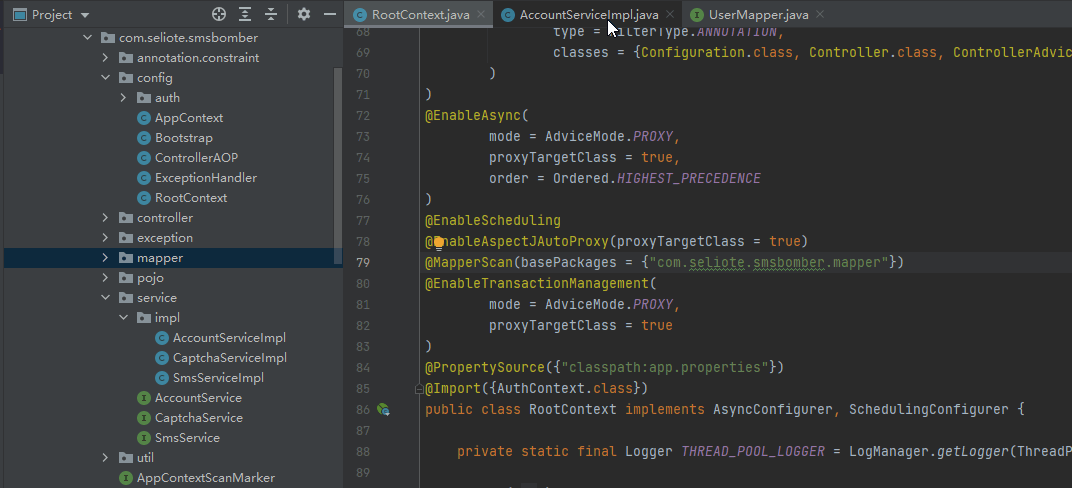 Project
com.seliote.smsbomber
annotation.constraint
config
auth
AppContext
Bootstrap
ControllerAOP
ExceptionHandler
RootContext
controller
exception
mapper
pojo
service
impl
AccountServiceImpl
CaptchaServiceImpl
SmsServiceImpl
AccountService
CaptchaService
SmsService
util
AppContextScanMarker
RootContext.java AccountServiceImpl.java UserMapper.java
68 type = FilterType.ANNOTATION,
69 classes = {Configuration.class, Controller.class, ControllerAdvic
70 )
71 )
72 @EnableAsync(
73 mode = AdviceMode.PROXY,
74 proxyTargetClass = true,
75 order = Ordered.HIGHEST_PRECEDENCE
76 )
77 @EnableScheduling
78 @EnableAspectJAutoProxy(proxyTargetClass = true)
79 @MapperScan(basePackages = {"com.seliote.smsbomber.mapper"})
80 @EnableTransactionManagement(
81 mode = AdviceMode.PROXY,
82 proxyTargetClass = true
83 )
84 @PropertySource({"classpath:app.properties"})
85 @Import({AuthContext.class})
86 public class RootContext implements AsyncConfigurer, SchedulingConfigurer {
87
88 private static final Logger THREAD_POOL_LOGGER = LogManager.getLogger(ThreadP
89